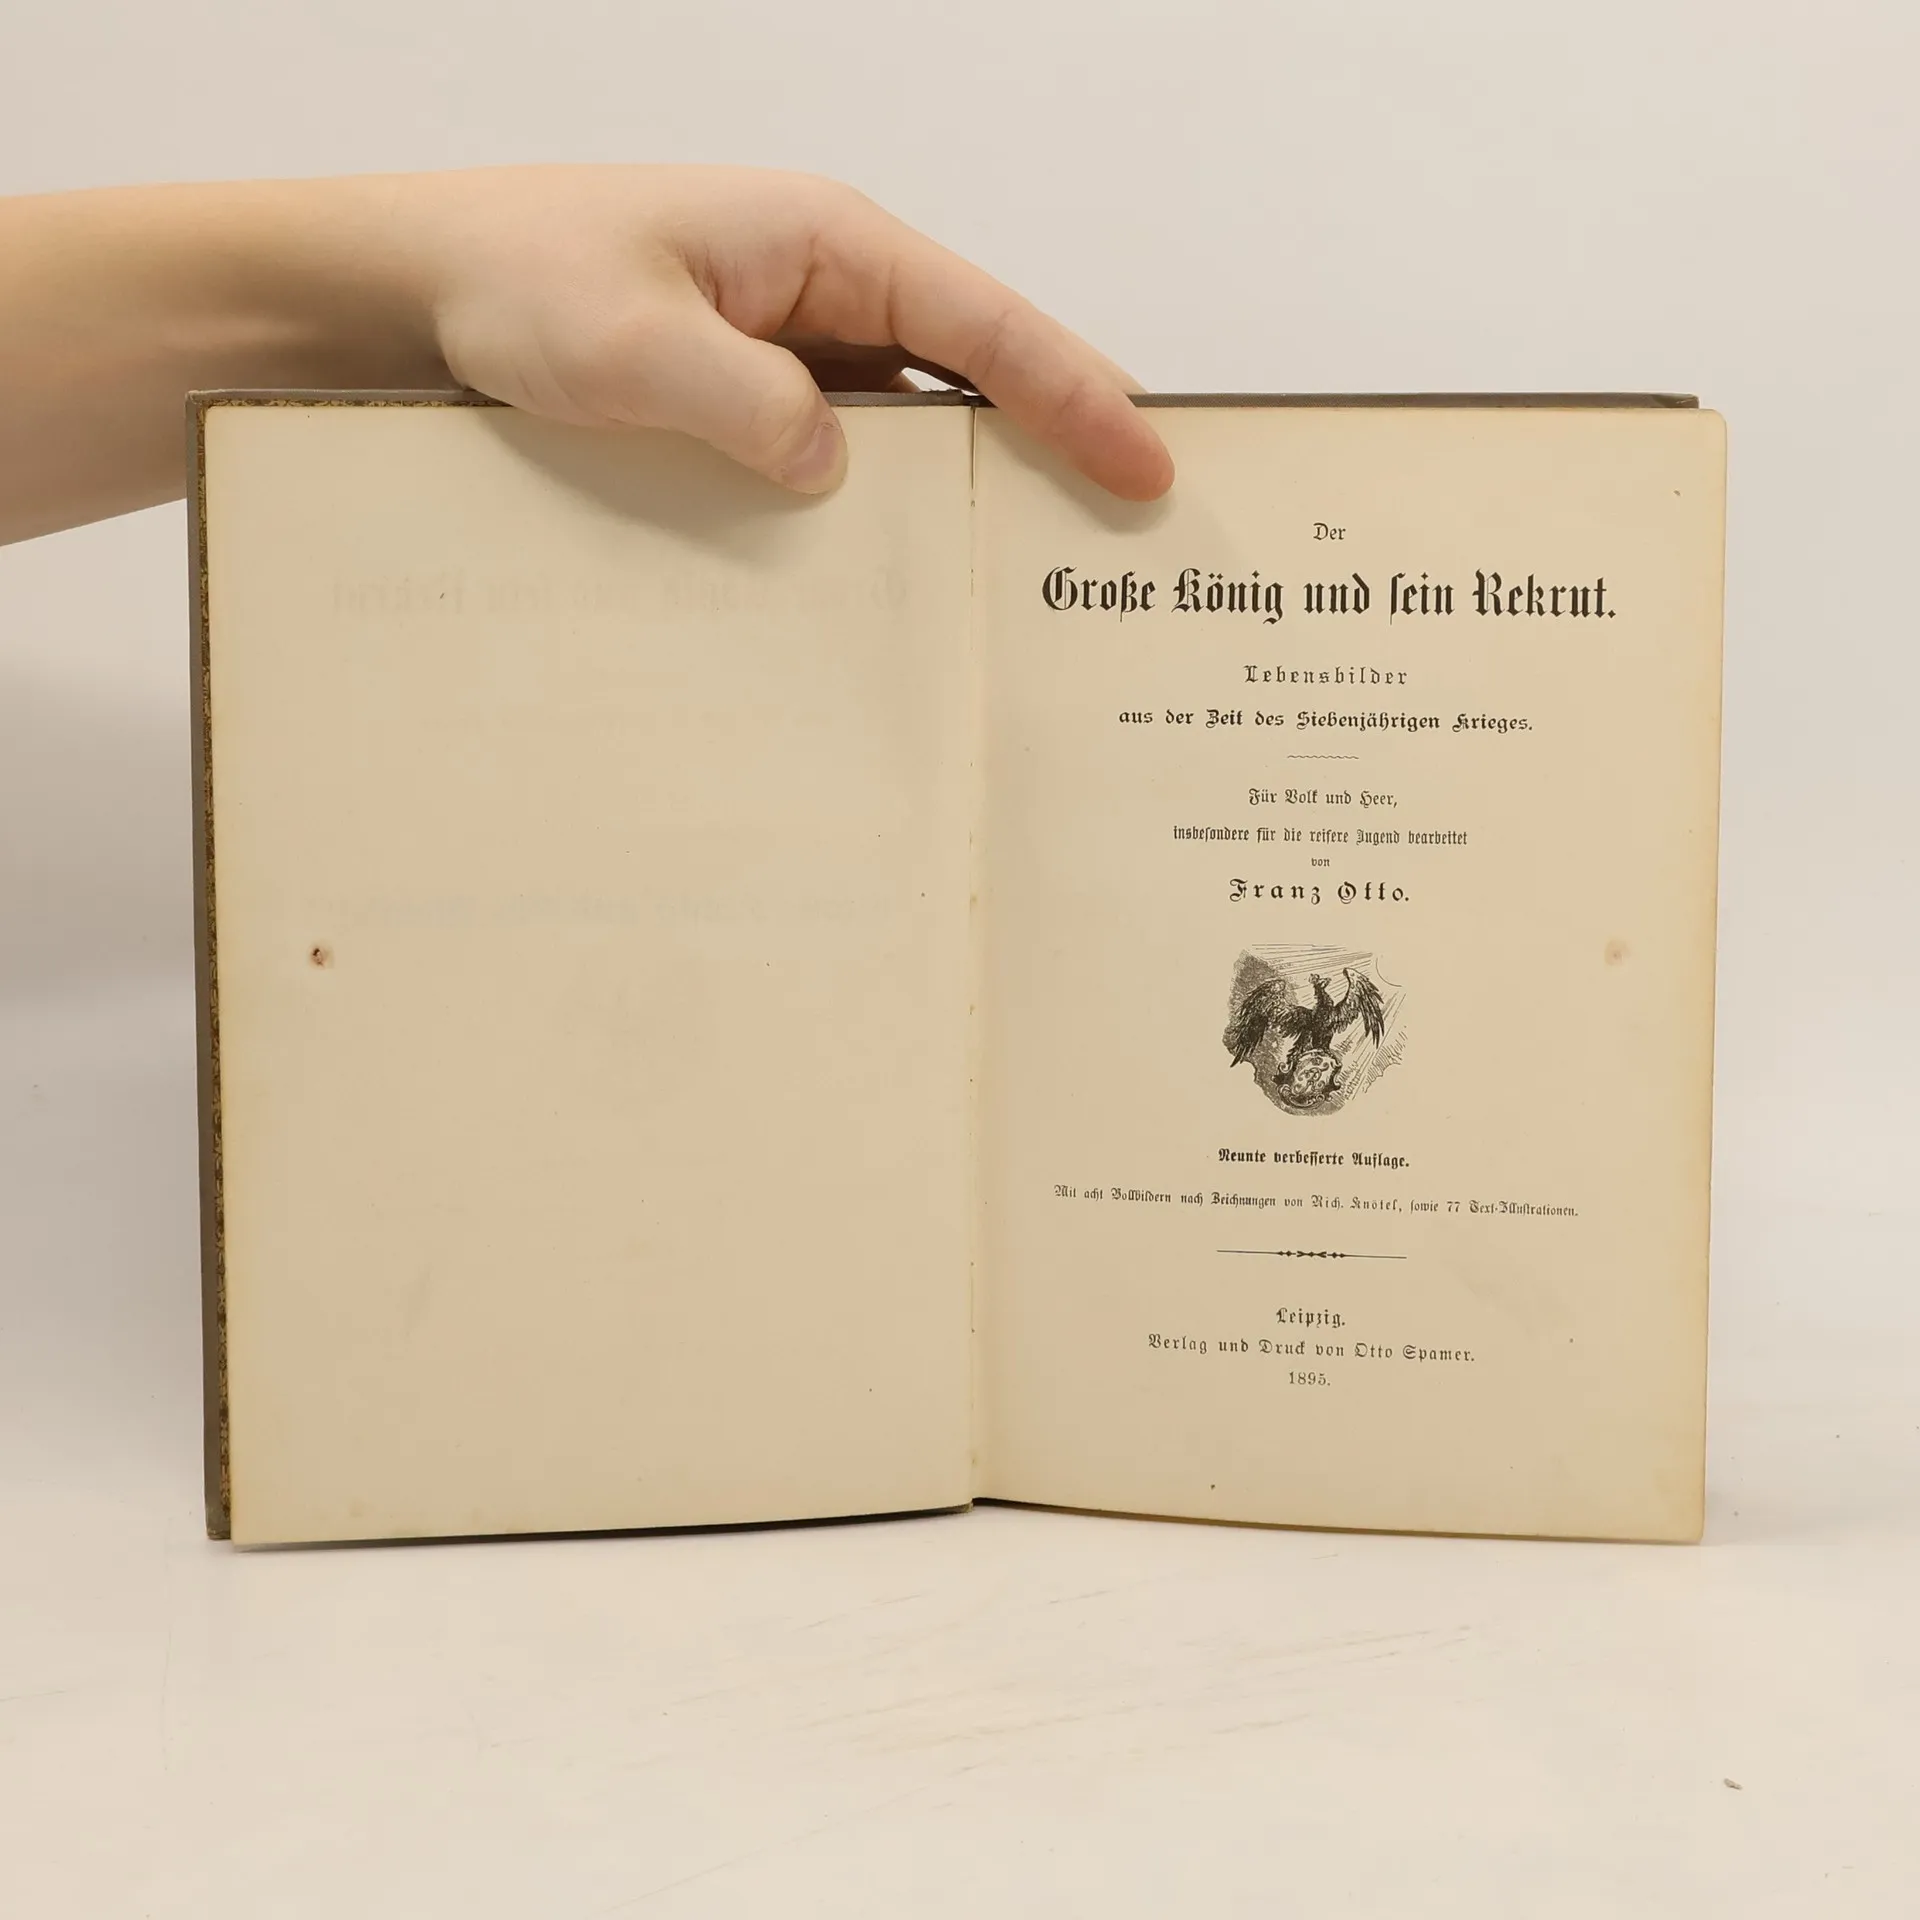 Der
Große König und sein Rekrut.
Lebensbilder
aus der Zeit des Siebenjährigen Krieges.
Für Volk und Heer,
insbesondere für die reifere Jugend bearbeitet
von
Franz Otto.
Neunte verbesserte Auflage.
Mit acht Vollbildern nach Zeichnungen von Rich. Knötel, sowie 77 Text-Illustrationen.
Leipzig.
Verlag und Druck von Otto Spamer.
1895.